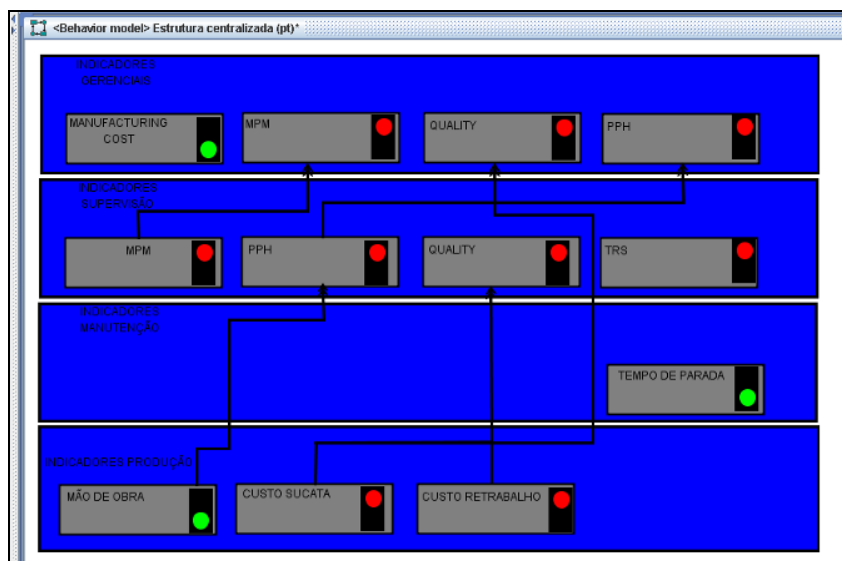 <Behavior model> Estrutura centralizada (pt)*
INDICADORES
GERENCIAIS
MANUFACTURING
COST
MPM
QUALITY
PPH
INDICADORES
SUPERVISÃO
MPM
PPH
QUALITY
TRS
INDICADORES
MANUTENÇÃO
TEMPO DE PARADA
INDICADORES PRODUÇÃO
MÃO DE OBRA
CUSTO SUCATA
CUSTO RETRABALHO